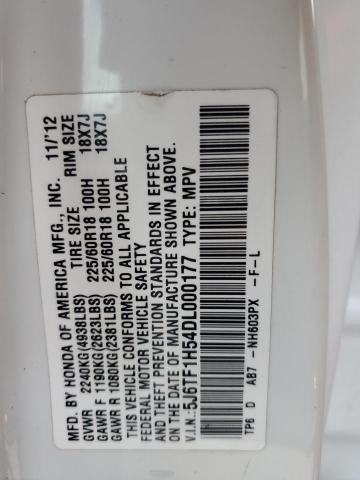 MFD. BY HONDA OF AMERICA MFG., INC. 11/'12
TIRE SIZE RIM SIZE
GVWR 2240KG(4938LBS)
GAWR F 1190KG(2623LBS) 225/60R18 100H 18X7J
GAWR R 1080KG(2381LBS) 225/60R18 100H 18X7J
THIS VEHICLE CONFORMS TO ALL APPLICABLE
FEDERAL MOTOR VEHICLE SAFETY
AND THEFT PREVENTION STANDARDS IN EFFECT
ON THE DATE OF MANUFACTURE SHOWN ABOVE.
V.I.N.:5J6TF1H54DL000177 TYPE: MPV
TP6 D AB7 -NH603PX -F-L